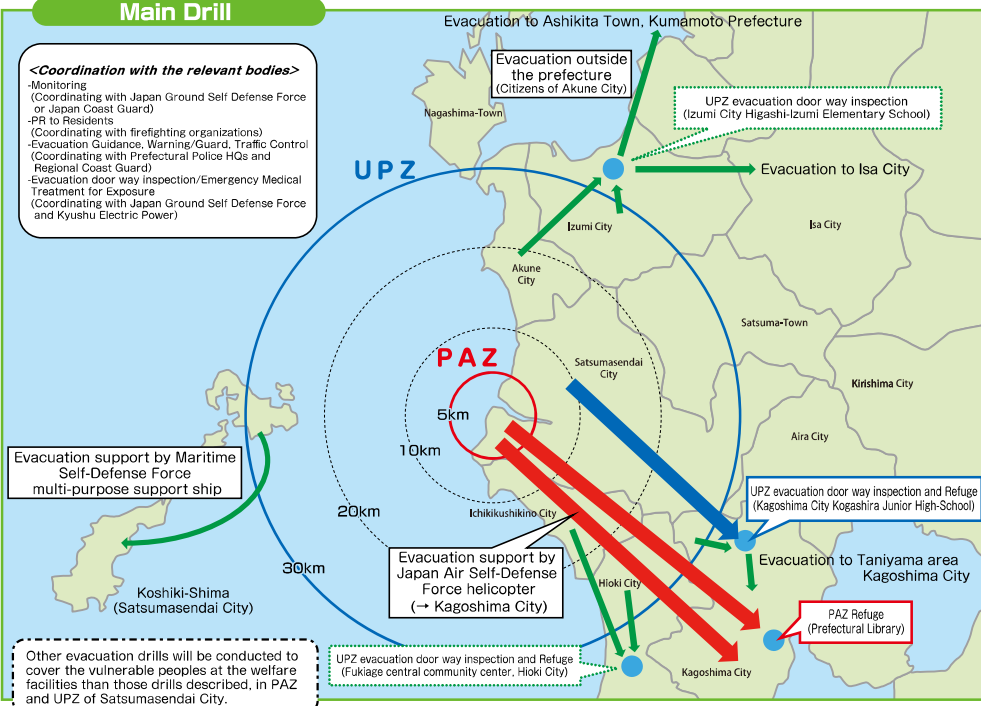 Main Drill
Evacuation to Ashikita Town, Kumamoto Prefecture
<Coordination with the relevant bodies>
-Monitoring
(Coordinating with Japan Ground Self Defense Force
or Japan Coast Guard)
-PR to Residents
(Coordinating with firefighting organizations)
-Evacuation Guidance, Warning/Guard, Traffic Control
(Coordinating with Prefectural Police HQs and
Regional Coast Guard)
-Evacuation door way inspection/Emergency Medical
Treatment for Exposure
(Coordinating with Japan Ground Self Defense Force
and Kyushu Electric Power)
Evacuation outside
the prefecture
(Citizens of Akune City)
Nagashima-Town
UPZ evacuation door way inspection
(Izumi City Higashi-Izumi Elementary School)
UPZ
Evacuation to Isa City
Izumi City
Isa City
Akune
City
Satsuma-Town
PAZ
Satsumasendai
City
Kirishima City
5km
10km
Aira City
Evacuation support by Maritime
Self-Defense Force
multi-purpose support ship
20km
Ichikikushikino City
UPZ evacuation door way inspection and Refuge
(Kagoshima City Kogashira Junior High-School)
30km
Evacuation support by
Japan Air Self-Defense
Force helicopter
(→ Kagoshima City)
Evacuation to Taniyama area
Kagoshima City
HIoki City
Koshiki-Shima
(Satsumasendai City)
PAZ Refuge
(Prefectural Library)
Other evacuation drills will be conducted to
cover the vulnerable peoples at the welfare
facilities than those drills described, in PAZ
and UPZ of Satsumasendai City.
UPZ evacuation door way inspection and Refuge
(Fukiage central community center, Hioki City)
Kagoshima City